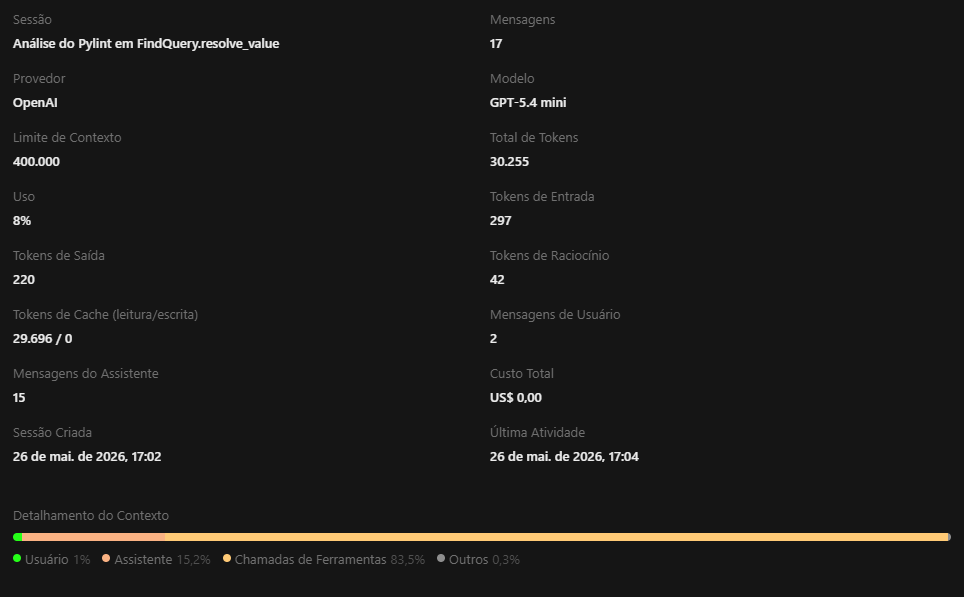 Sessão
Mensagens
Análise do Pylint em FindQuery.resolve_value
17
Provedor
Modelo
OpenAI
GPT-5.4 mini
Limite de Contexto
Total de Tokens
400.000
30.255
Uso
Tokens de Entrada
8%
297
Tokens de Saída
Tokens de Raciocínio
220
42
Tokens de Cache (leitura/escrita)
Mensagens de Usuário
29.696 / 0
2
Mensagens do Assistente
Custo Total
15
US$ 0,00
Sessão Criada
Última Atividade
26 de mai. de 2026, 17:02
26 de mai. de 2026, 17:04
Detalhamento do Contexto
Usuário 1% Assistente 15,2% Chamadas de Ferramentas 83,5% Outros 0,3%